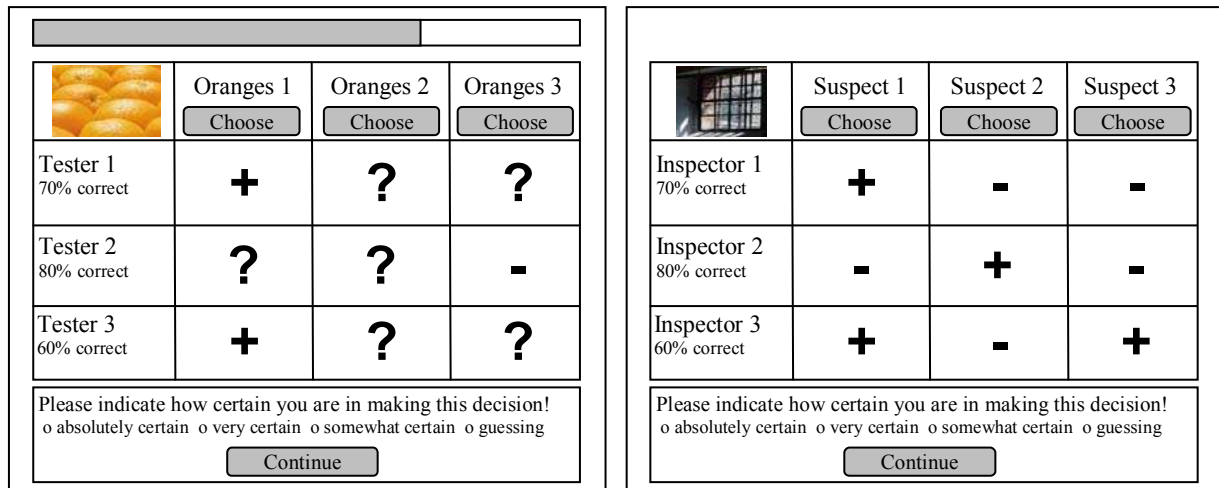 Oranges 1 Oranges 2 Oranges 3
Choose Choose Choose
Tester 1 + ? ?
70% correct
Tester 2 ? ? -
80% correct
Tester 3 + ? ?
60% correct
Please indicate how certain you are in making this decision!
o absolutely certain o very certain o somewhat certain o guessing
Continue
Suspect 1 Suspect 2 Suspect 3
Choose Choose Choose
Inspector 1 + - -
70% correct
Inspector 2 - + -
80% correct
Inspector 3 + - +
60% correct
Please indicate how certain you are in making this decision!
o absolutely certain o very certain o somewhat certain o guessing
Continue